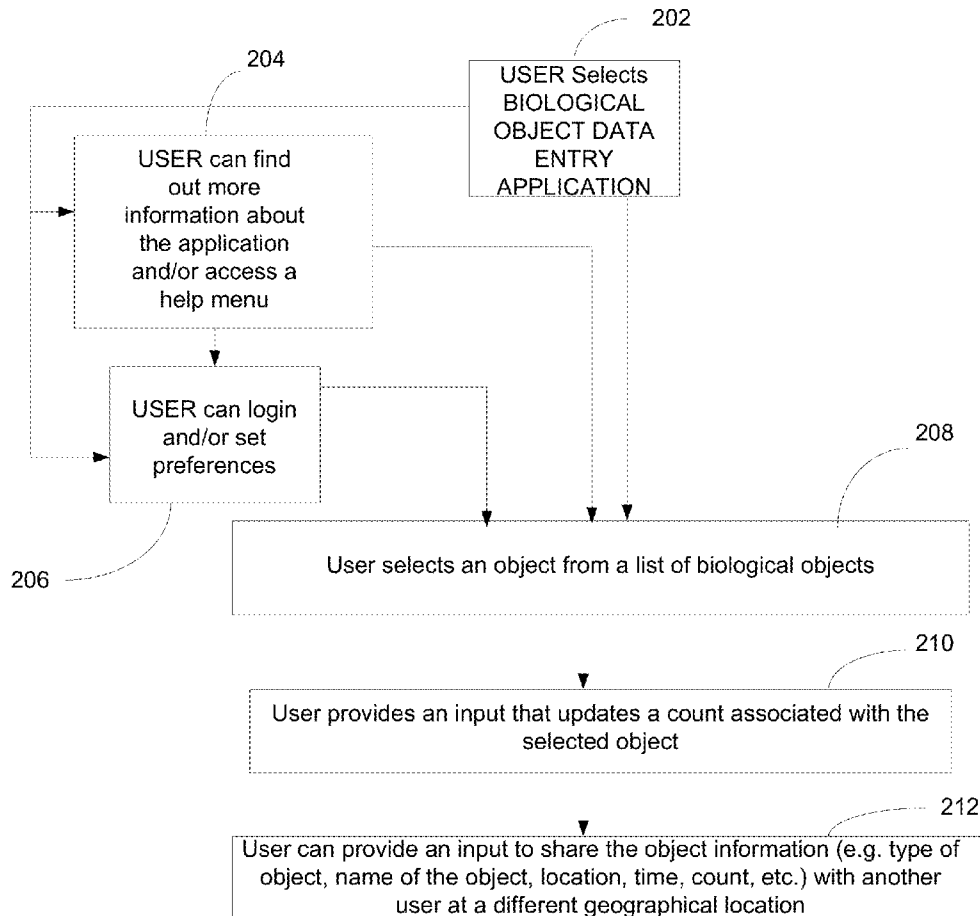 202
USER Selects
BIOLOGICAL
OBJECT DATA
ENTRY
APPLICATION
204
USER can find
out more
information about
the application
and/or access a
help menu
USER can login
and/or set
preferences
206
208
User selects an object from a list of biological objects
210
User provides an input that updates a count associated with the
selected object
212
User can provide an input to share the object information (e.g. type of
object, name of the object, location, time, count, etc.) with another
user at a different geographical location